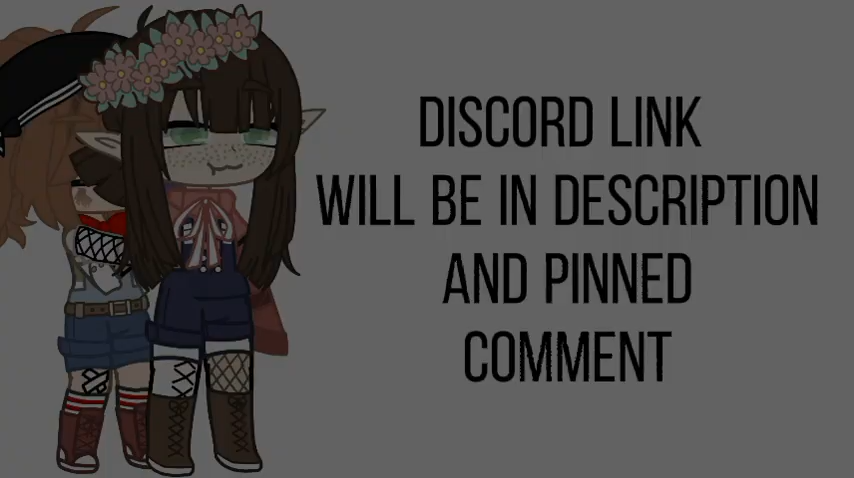 DISCORD LINK
WILL BE IN DESCRIPTION
AND PINNED
COMMENT